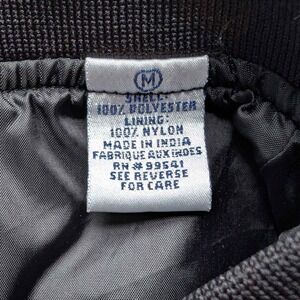 M
SHELL:
100% POLYESTER
LINING:
100% NYLON
MADE IN INDIA
FABRIQUE AUX INDES
RN# 99541
SEE REVERSE
FOR CARE